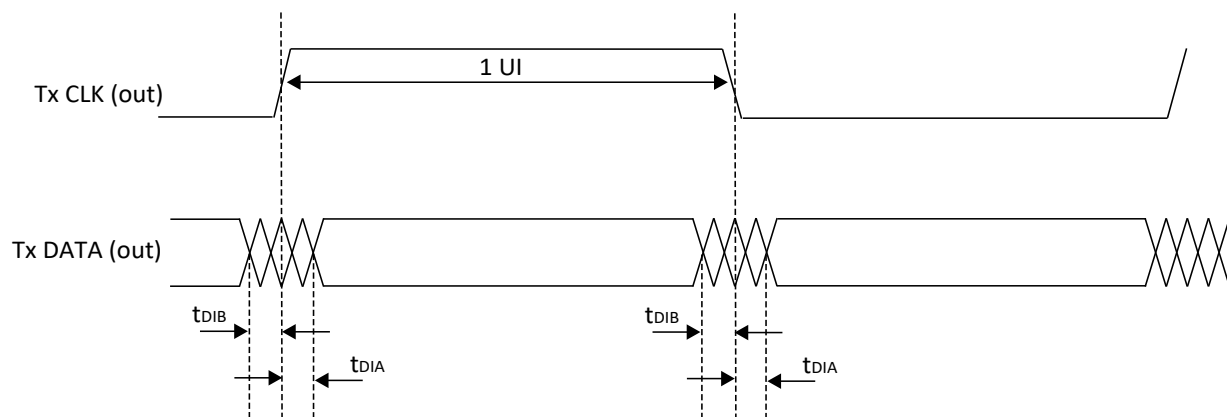 1 UI
Tx CLK (out)
Tx DATA (out)
tDIB
tDIB
tDIA
tDIA